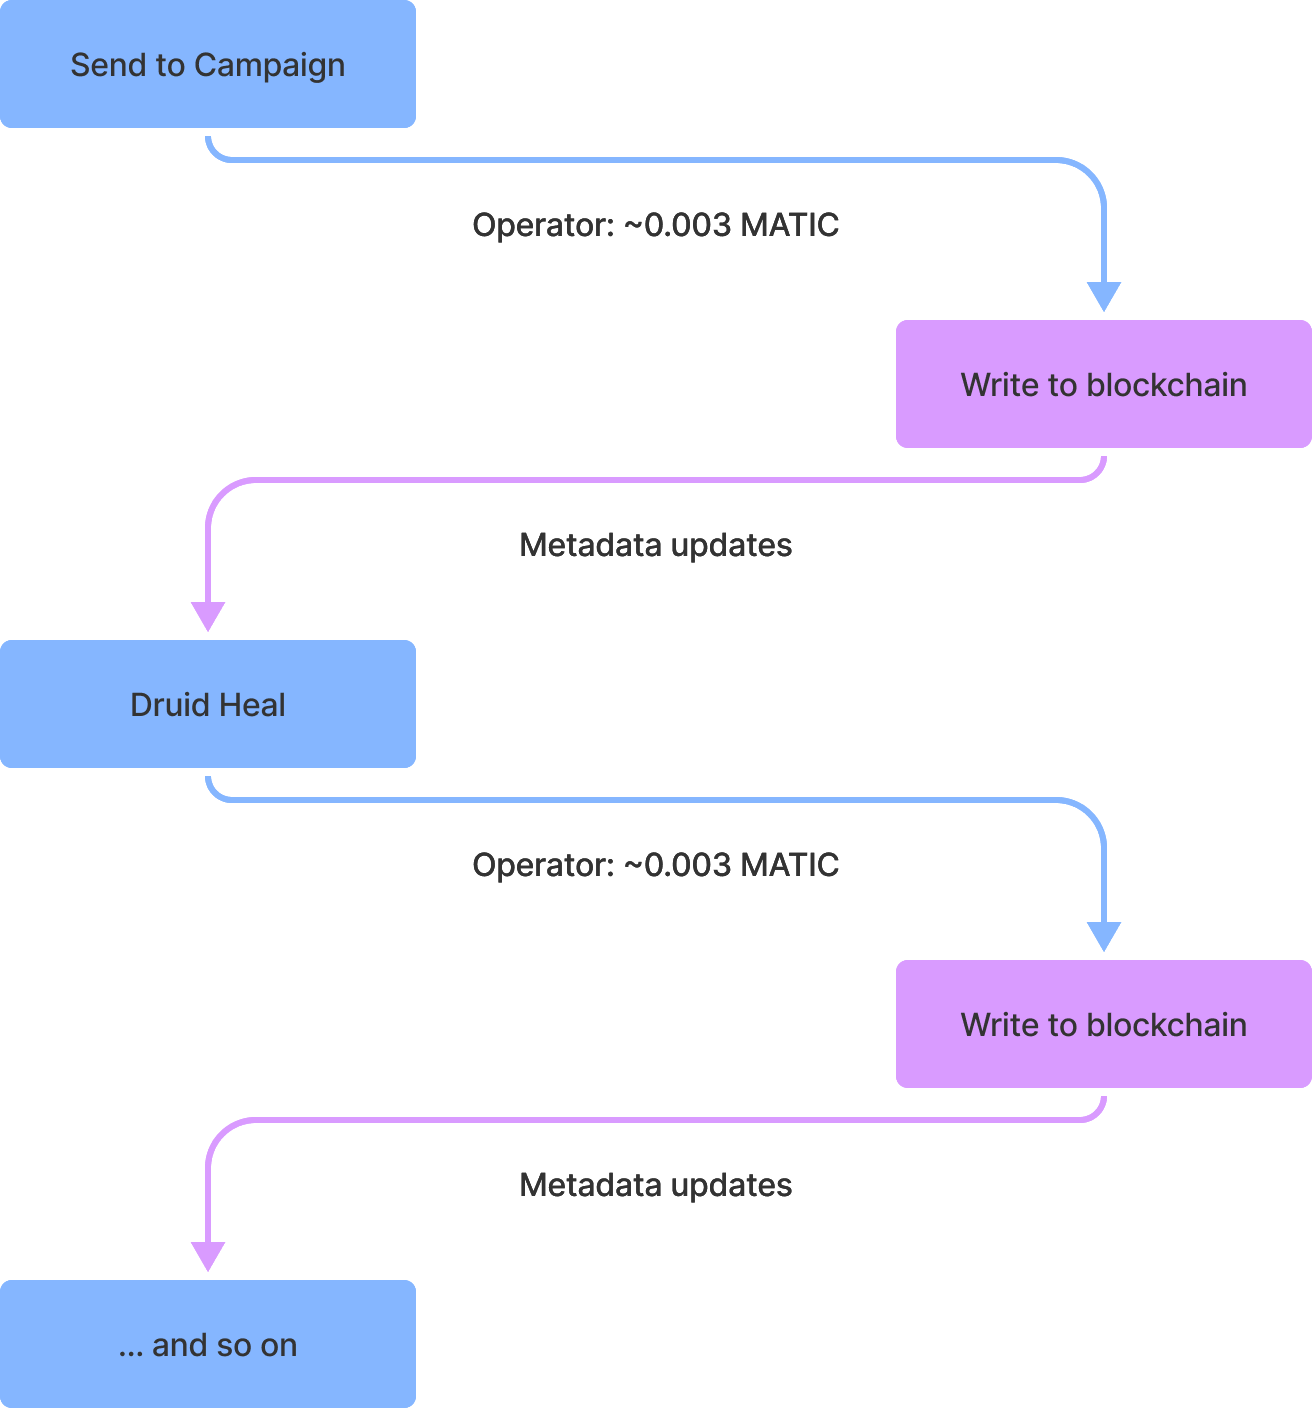 Send to Campaign
Operator: ~0.003 MATIC
Write to blockchain
Metadata updates
Druid Heal
Operator: ~0.003 MATIC
Write to blockchain
Metadata updates
... and so on